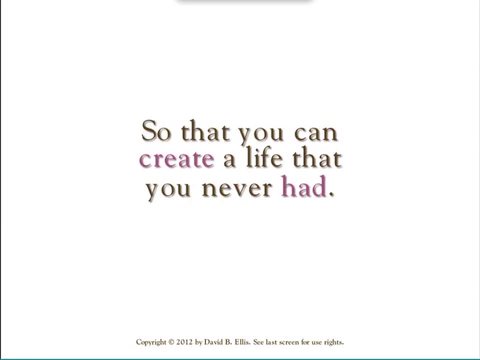 So that you can
create a life that
you never had.
Copyright © 2012 by David B. Ellis. See last screen for use rights.